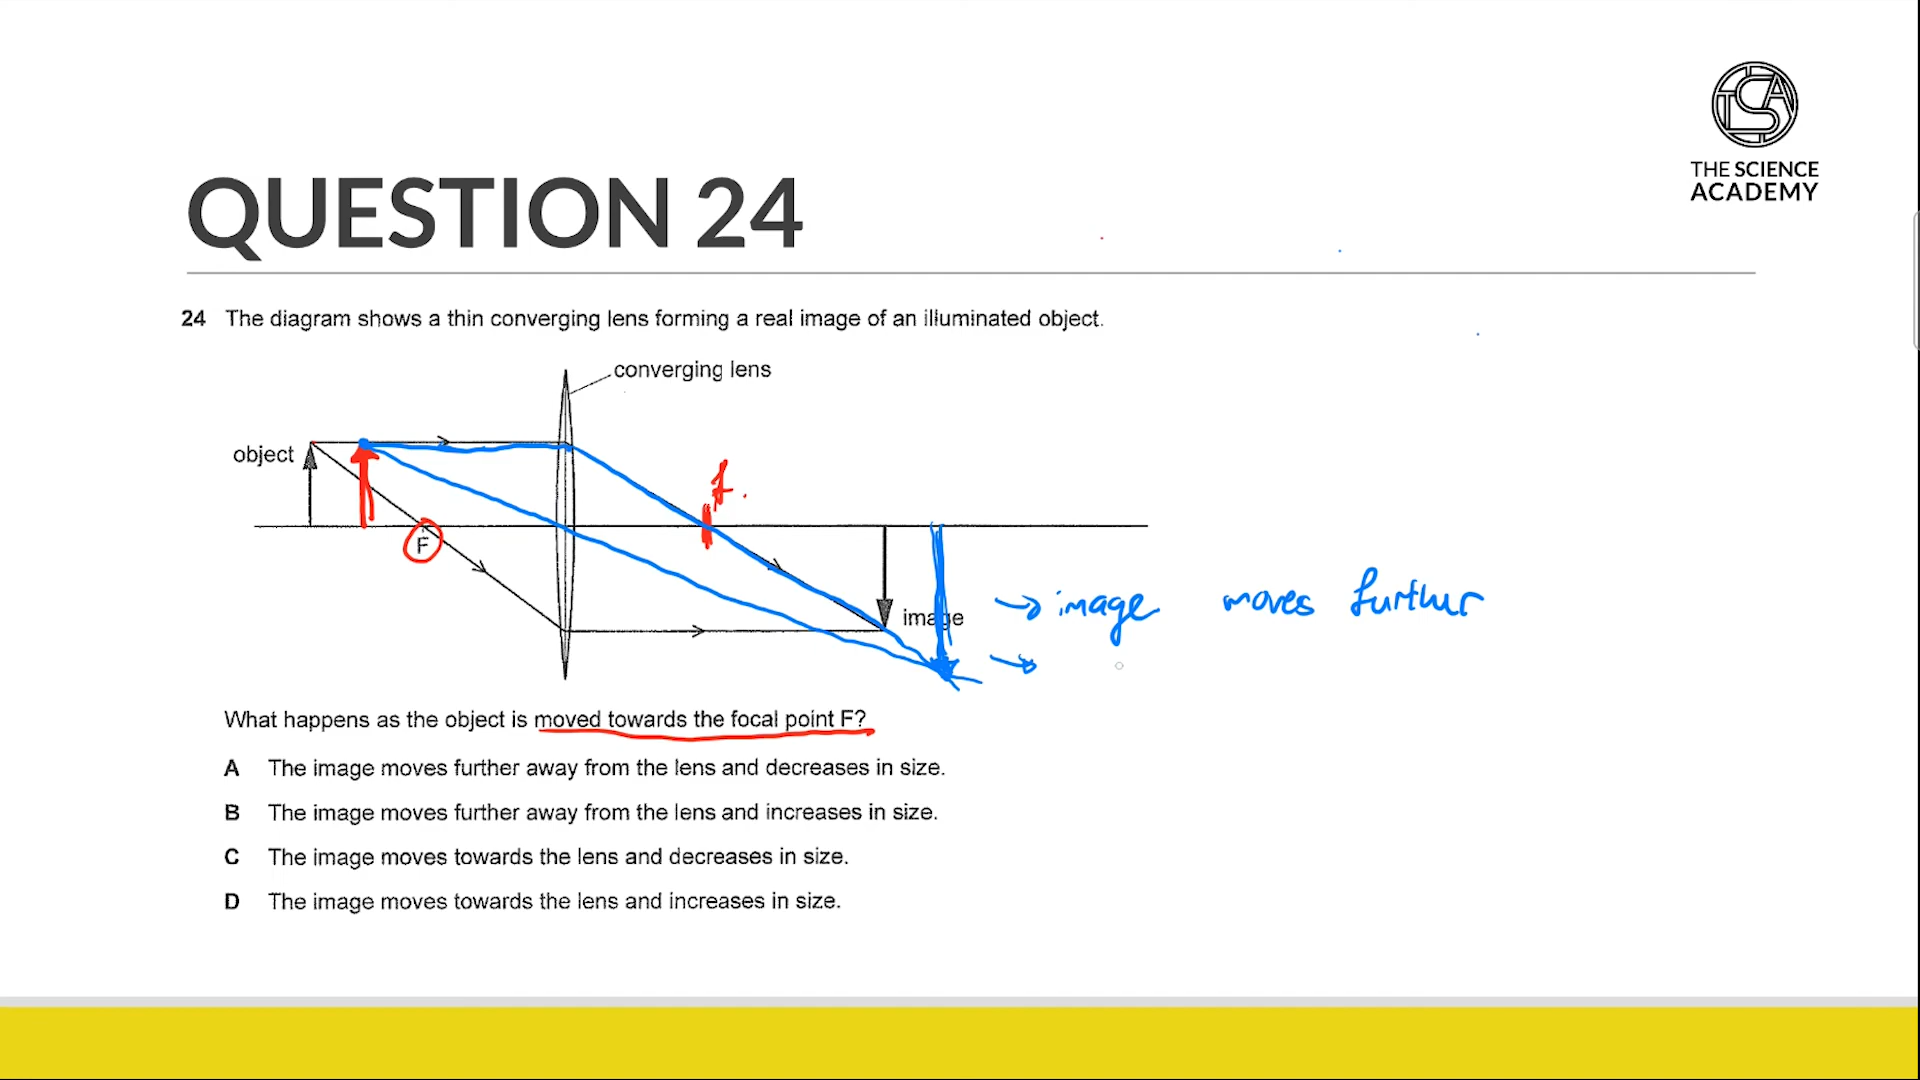 THE SCIENCE
ACADEMY
QUESTION 24
24 The diagram shows a thin converging lens forming a real image of an illuminated object.
converging lens
object
f.
F
image
→ image moves further
→
What happens as the object is moved towards the focal point F?
A The image moves further away from the lens and decreases in size.
B The image moves further away from the lens and increases in size.
C The image moves towards the lens and decreases in size.
D The image moves towards the lens and increases in size.